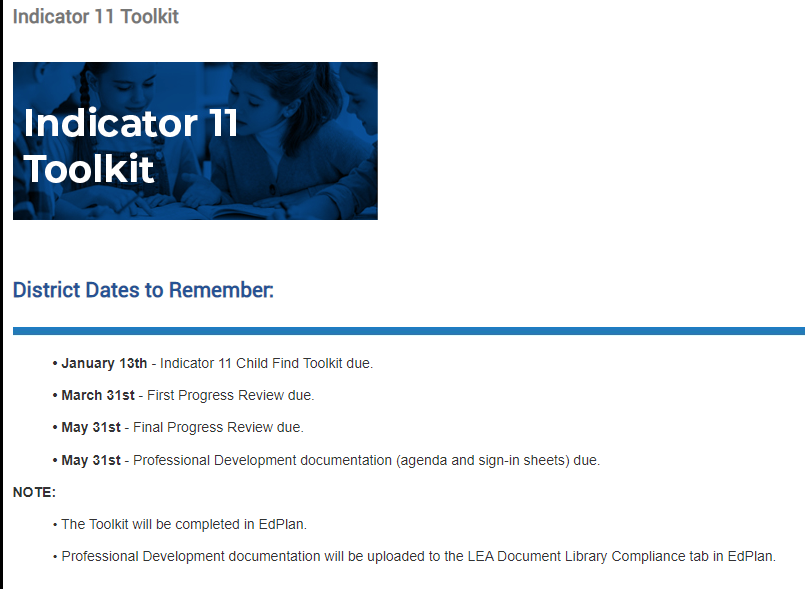 Indicator 11 Toolkit
Indicator 11
Toolkit
District Dates to Remember:
• January 13th - Indicator 11 Child Find Toolkit due.
• March 31st - First Progress Review due.
• May 31st - Final Progress Review due.
• May 31st - Professional Development documentation (agenda and sign-in sheets) due.
NOTE:
• The Toolkit will be completed in EdPlan.
• Professional Development documentation will be uploaded to the LEA Document Library Compliance tab in EdPlan.